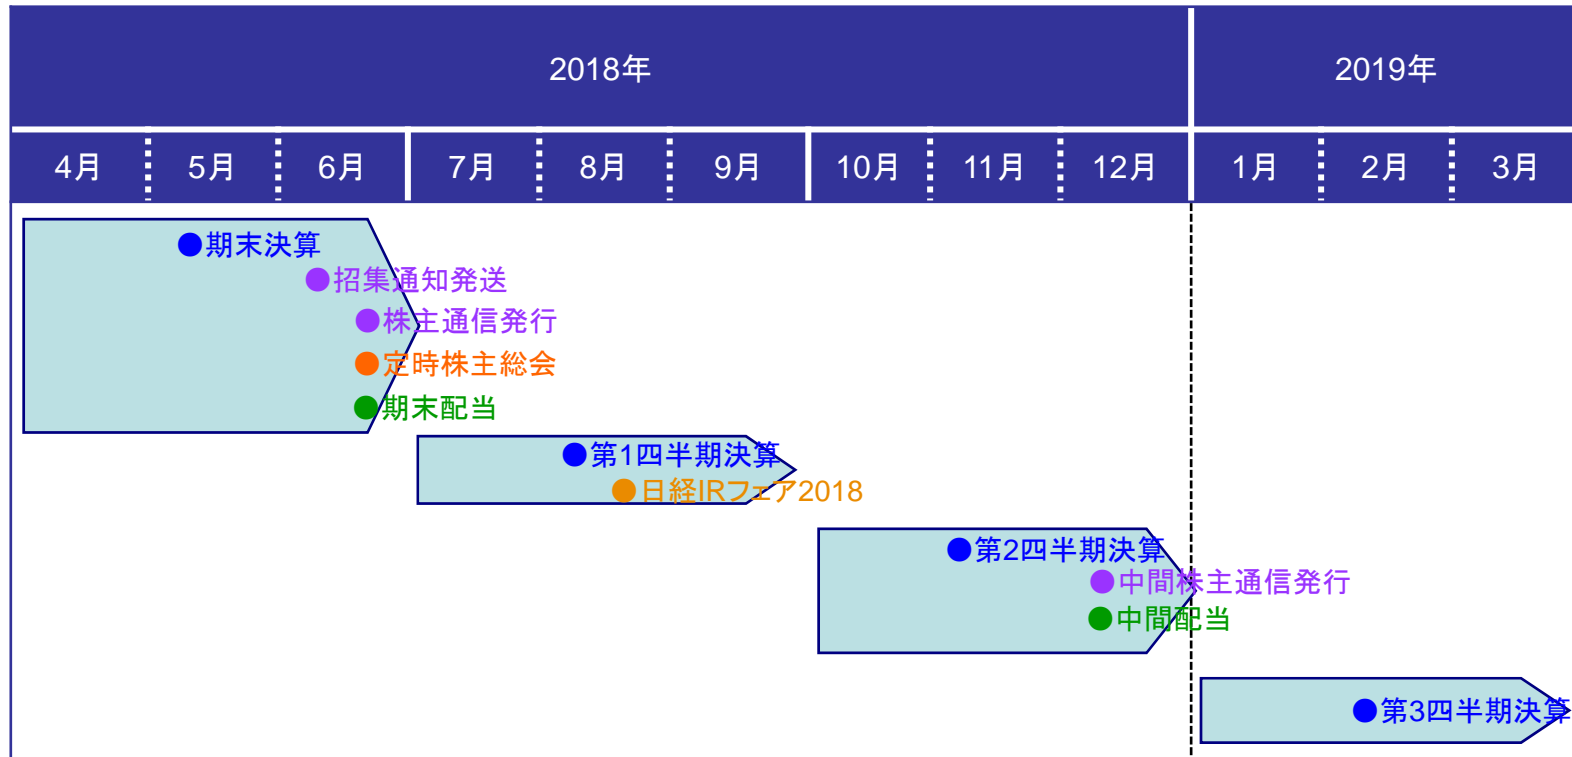 2018年 2019年
4月 5月 6月 7月 8月 9月 10月 11月 12月 1月 2月 3月
●期末決算
●招集通知発送
●株主通信発行
●定時株主総会
●期末配当
●第1四半期決算
●日経IRフェア2018
●第2四半期決算
●中間株主通信発行
●中間配当
●第3四半期決算